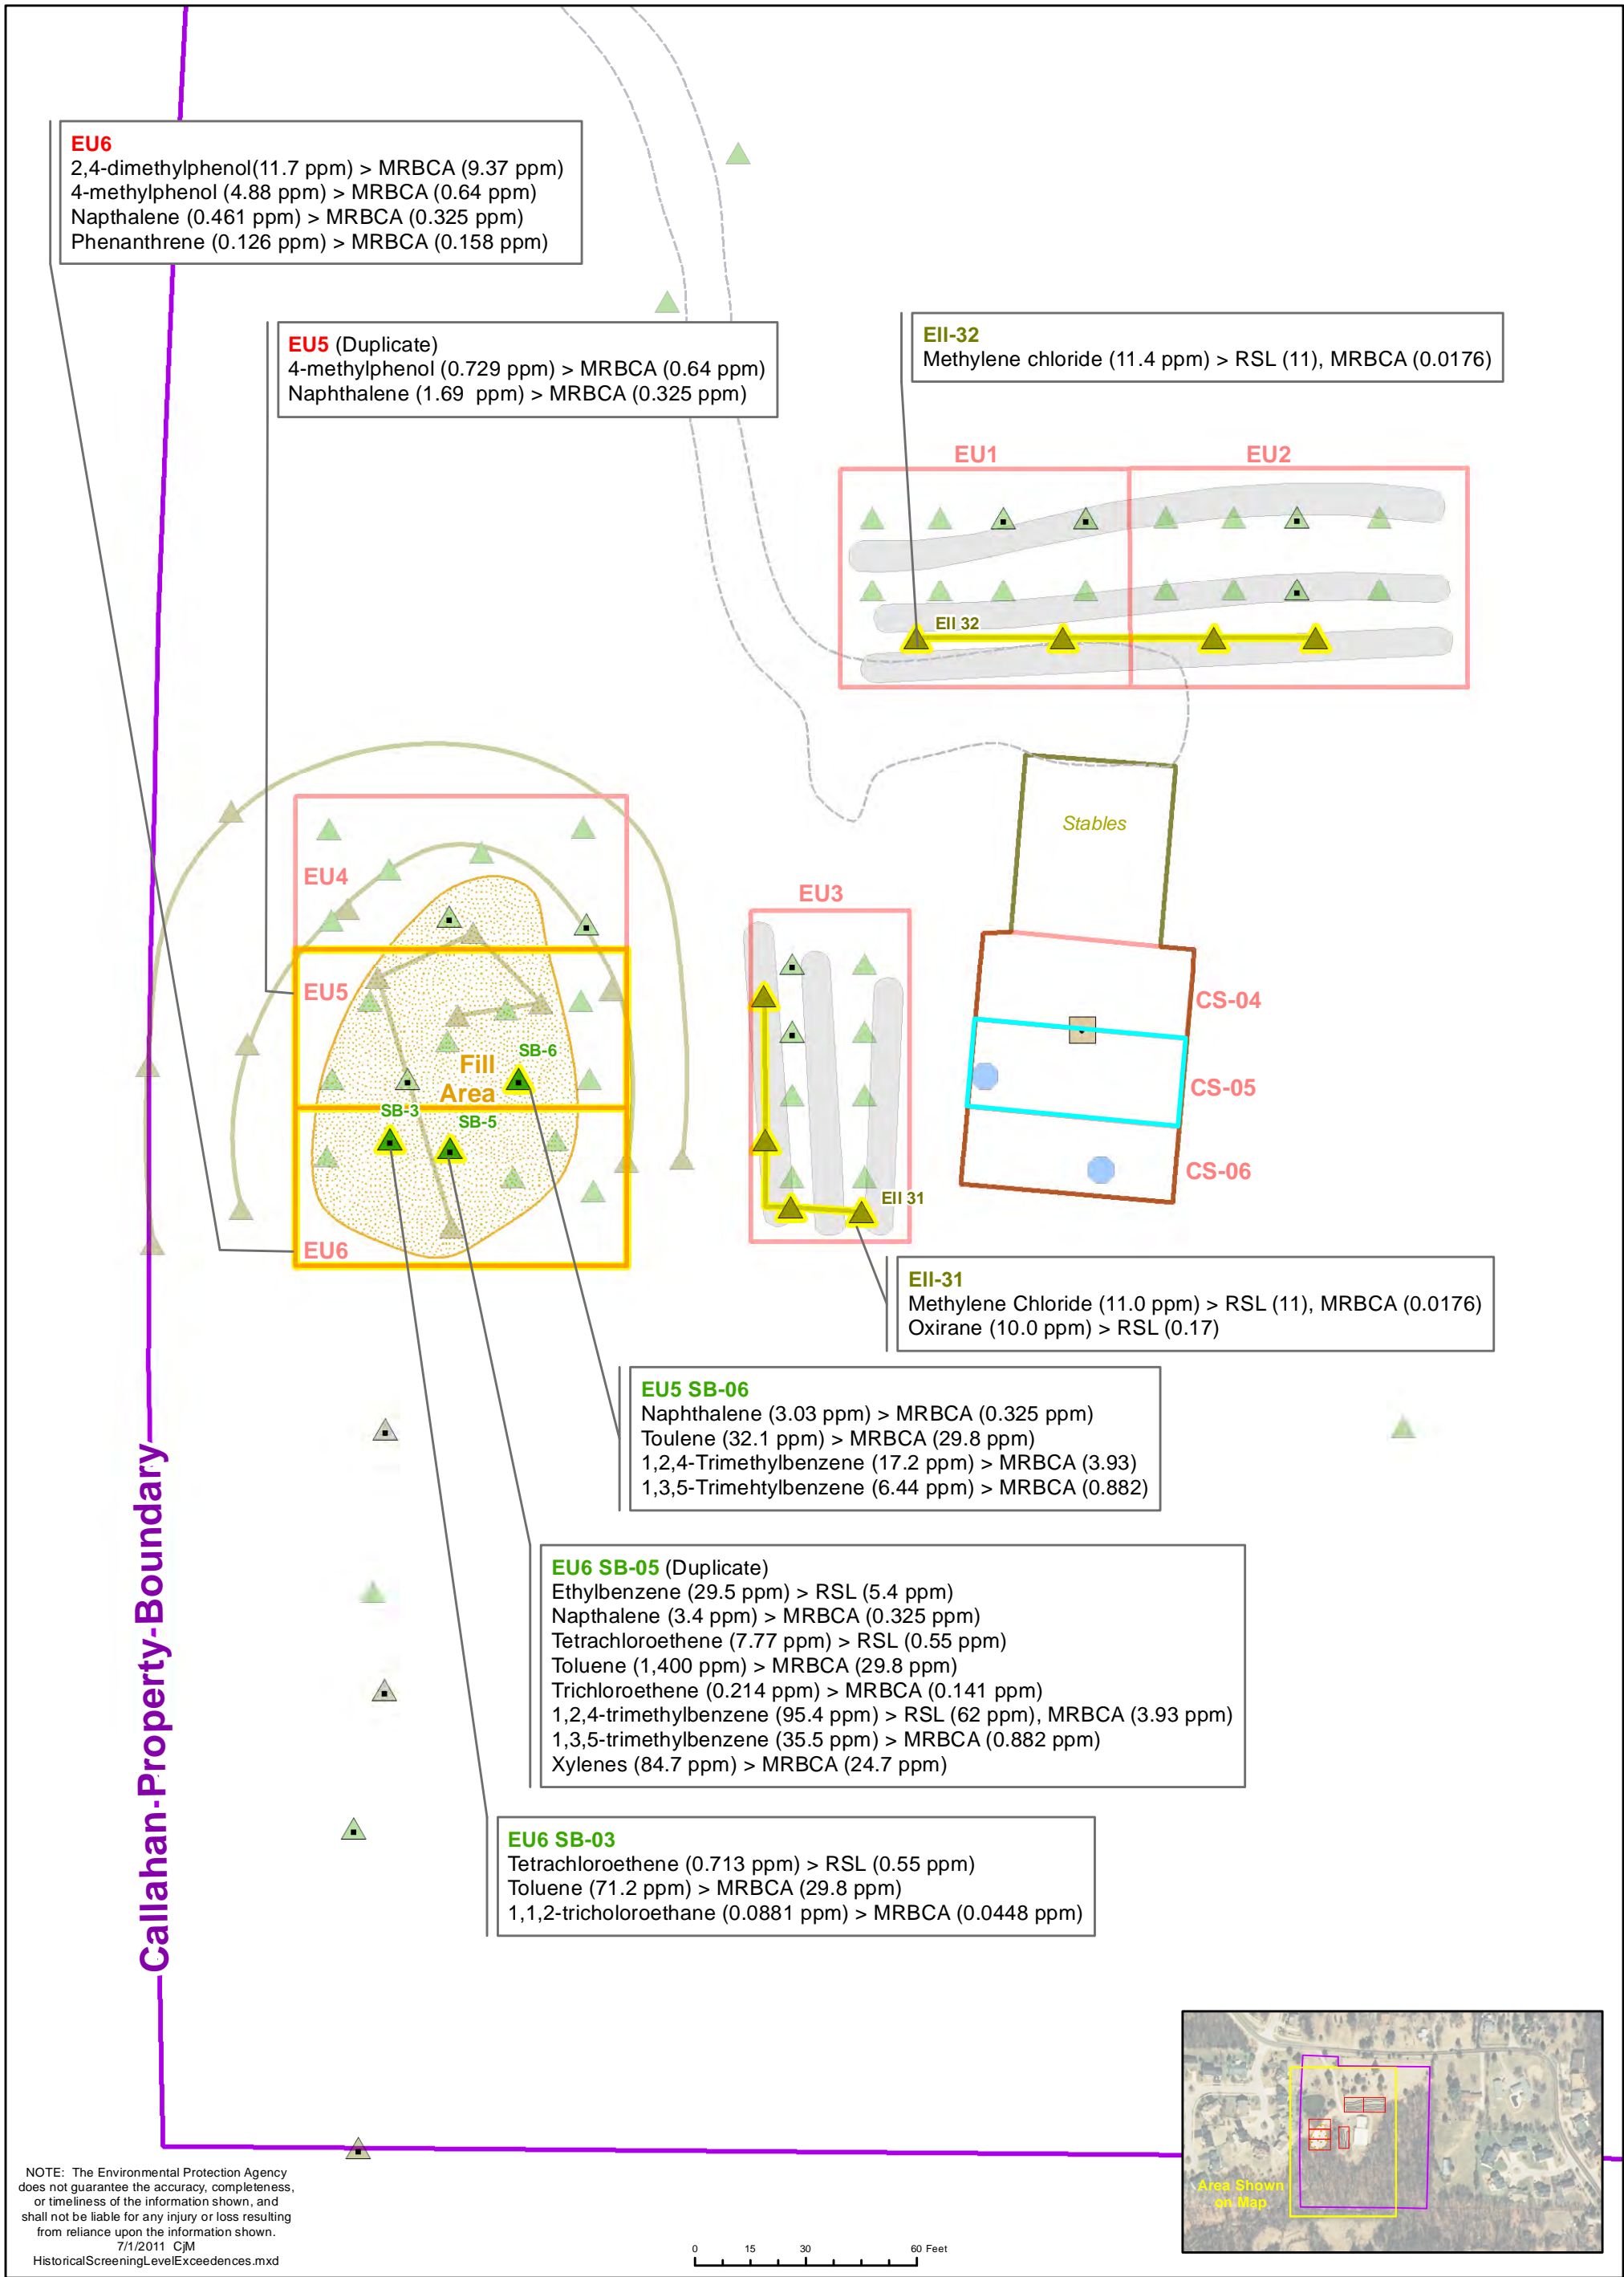 EU6
2,4-dimethylphenol(11.7 ppm) > MRBCA (9.37 ppm)
4-methylphenol (4.88 ppm) > MRBCA (0.64 ppm)
Napthalene (0.461 ppm) > MRBCA (0.325 ppm)
Phenanthrene (0.126 ppm) > MRBCA (0.158 ppm)
EU5 (Duplicate)
4-methylphenol (0.729 ppm) > MRBCA (0.64 ppm)
Naphthalene (1.69  ppm) > MRBCA (0.325 ppm)
EII-32
Methylene chloride (11.4 ppm) > RSL (11), MRBCA (0.0176)
EU1
EU2
EII 32
Stables
EU4
EU3
EU5
CS-04
SB-6
Fill
Area
CS-05
SB-3
SB-5
CS-06
EII 31
EU6
EII-31
Methylene Chloride (11.0 ppm) > RSL (11), MRBCA (0.0176)
Oxirane (10.0 ppm) > RSL (0.17)
EU5 SB-06
Naphthalene (3.03 ppm) > MRBCA (0.325 ppm)
Toulene (32.1 ppm) > MRBCA (29.8 ppm)
1,2,4-Trimethylbenzene (17.2 ppm) > MRBCA (3.93)
1,3,5-Trimehtylbenzene (6.44 ppm) > MRBCA (0.882)
EU6 SB-05 (Duplicate)
Ethylbenzene (29.5 ppm) > RSL (5.4 ppm)
Napthalene (3.4 ppm) > MRBCA (0.325 ppm)
Tetrachloroethene (7.77 ppm) > RSL (0.55 ppm)
Toluene (1,400 ppm) > MRBCA (29.8 ppm)
Trichloroethene (0.214 ppm) > MRBCA (0.141 ppm)
1,2,4-trimethylbenzene (95.4 ppm) > RSL (62 ppm), MRBCA (3.93 ppm)
1,3,5-trimethylbenzene (35.5 ppm) > MRBCA (0.882 ppm)
Xylenes (84.7 ppm) > MRBCA (24.7 ppm)
EU6 SB-03
Tetrachloroethene (0.713 ppm) > RSL (0.55 ppm)
Toluene (71.2 ppm) > MRBCA (29.8 ppm)
1,1,2-tricholoroethane (0.0881 ppm) > MRBCA (0.0448 ppm)
Callahan-Property-Boundary
NOTE:  The Environmental Protection Agency
does not guarantee the accuracy, completeness,
or timeliness of the information shown, and
shall not be liable for any injury or loss resulting
from reliance upon the information shown.
7/1/2011  CjM
HistoricalScreeningLevelExceedences.mxd
0 15 30 60 Feet
Area Shown
on Map